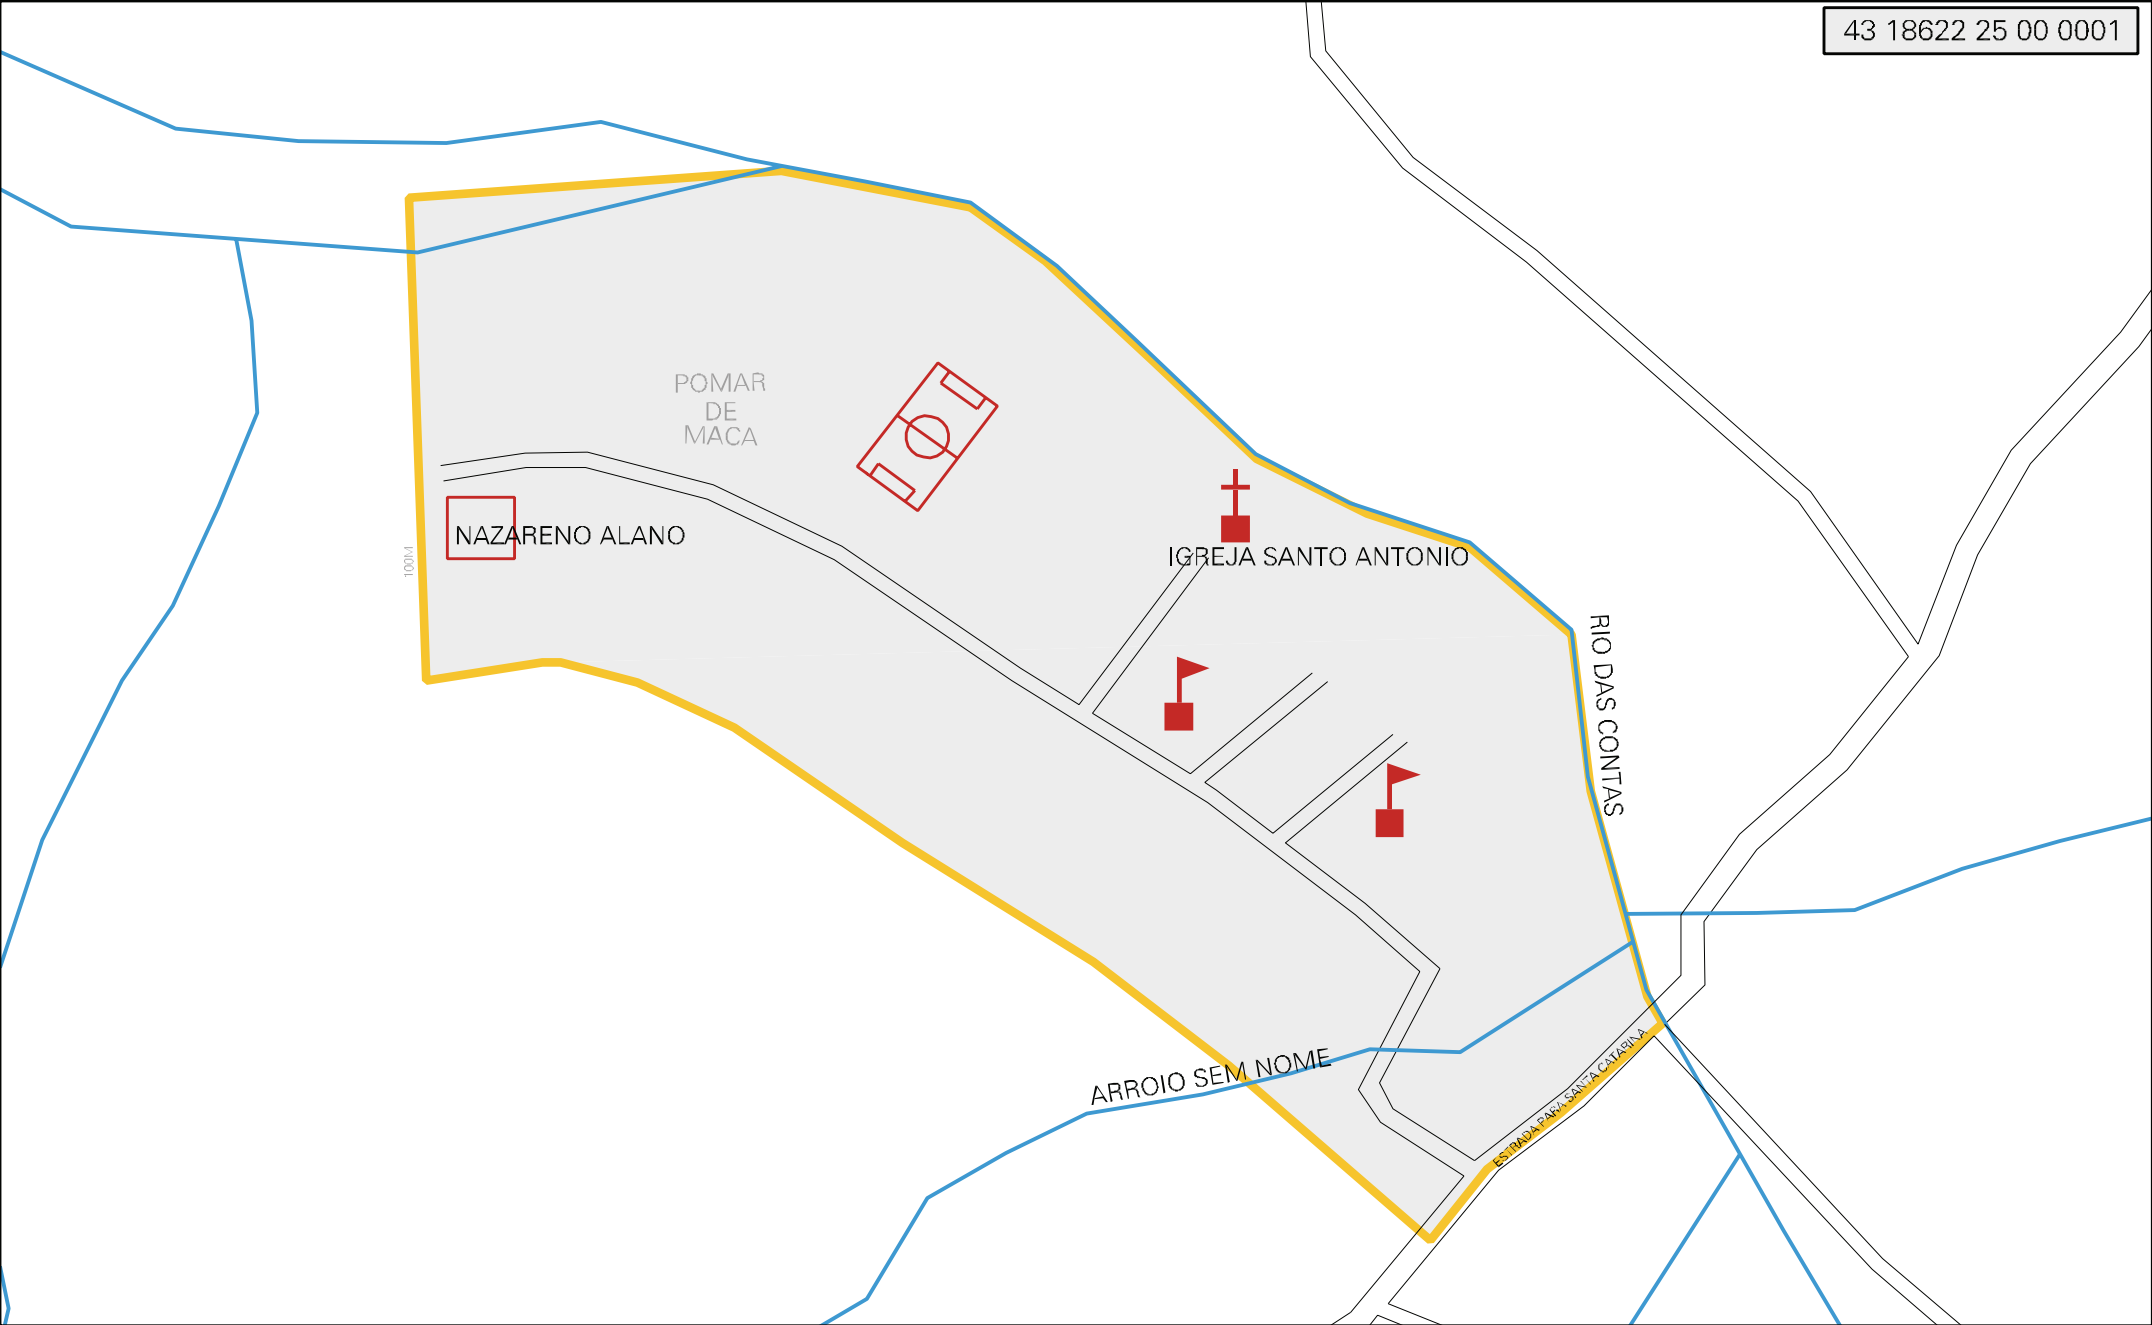 43 18622 25 00 0001
POMAR
DE
MACA
NAZARENO ALANO
100M
IGREJA SANTO ANTONIO
RIO DAS CONTAS
ARROIO SEM NOME
ESTRADA PARA SANTA CATARINA